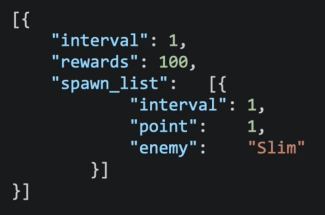 [{
"interval": 1,
"rewards": 100,
"spawn_list": [{
"interval": 1,
"point": 1,
"enemy": "Slim"
}]
}]